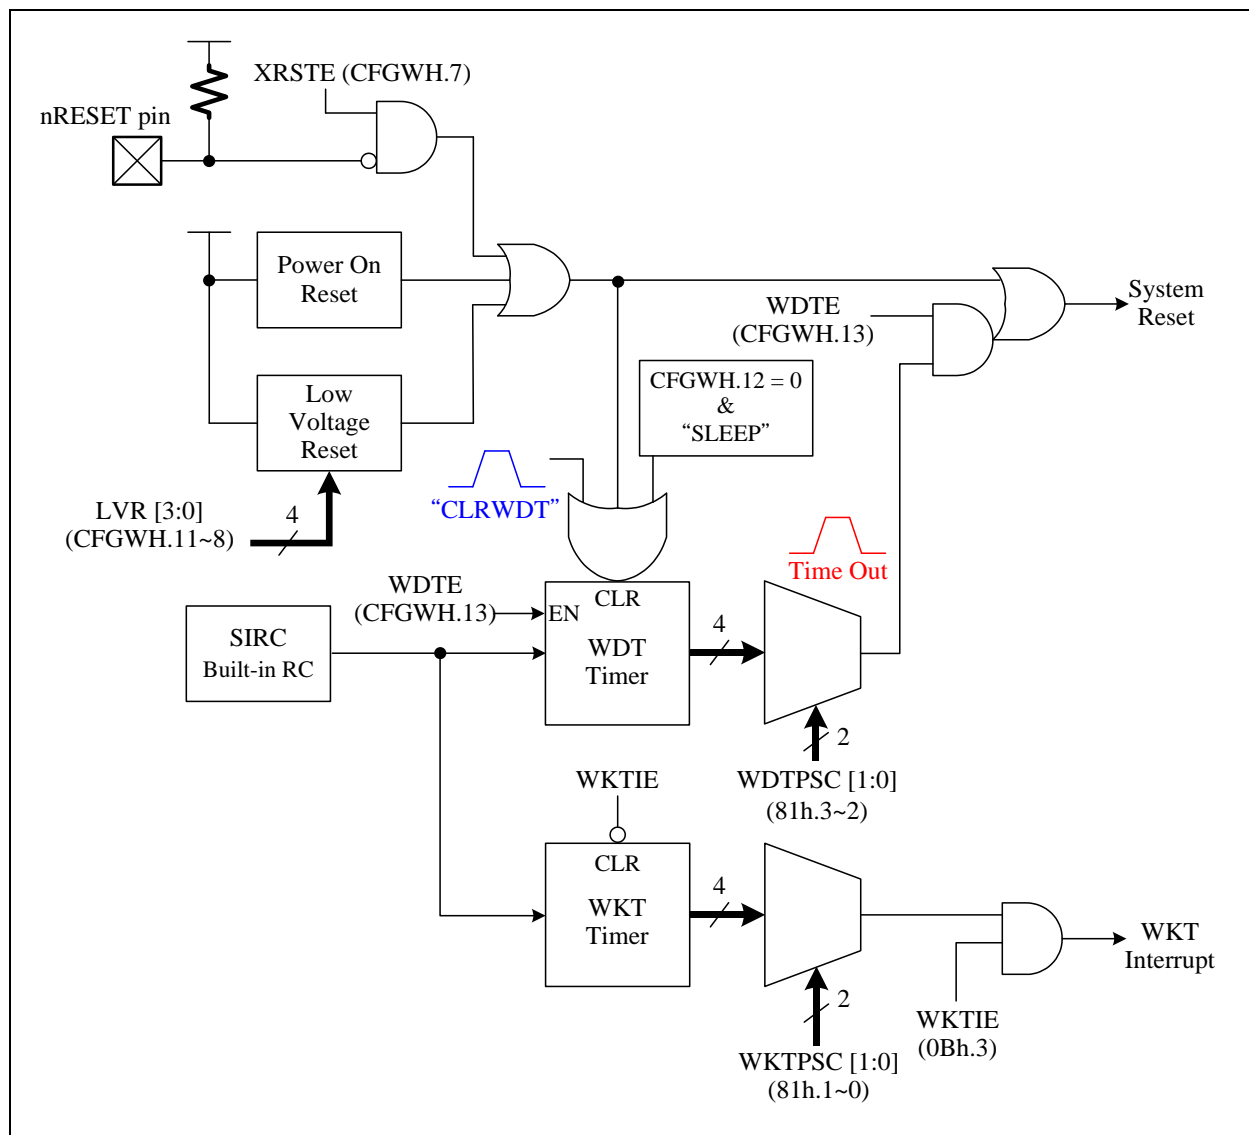 XRSTE (CFGWH.7)
nRESET pin
Power On
Reset
WDTE
(CFGWH.13)
System
Reset
Low
Voltage
Reset
CFGWH.12 = 0
&
“SLEEP”
“CLRWDT”
LVR [3:0]
(CFGWH.11~8)
4
Time Out
WDTE
(CFGWH.13)
EN
CLR
WDT
Timer
4
SIRC
Built-in RC
2
WDTPSC [1:0]
(81h.3~2)
WKTIE
CLR
WKT
Timer
4
WKT
Interrupt
2
WKTPSC [1:0]
(81h.1~0)
WKTIE
(0Bh.3)